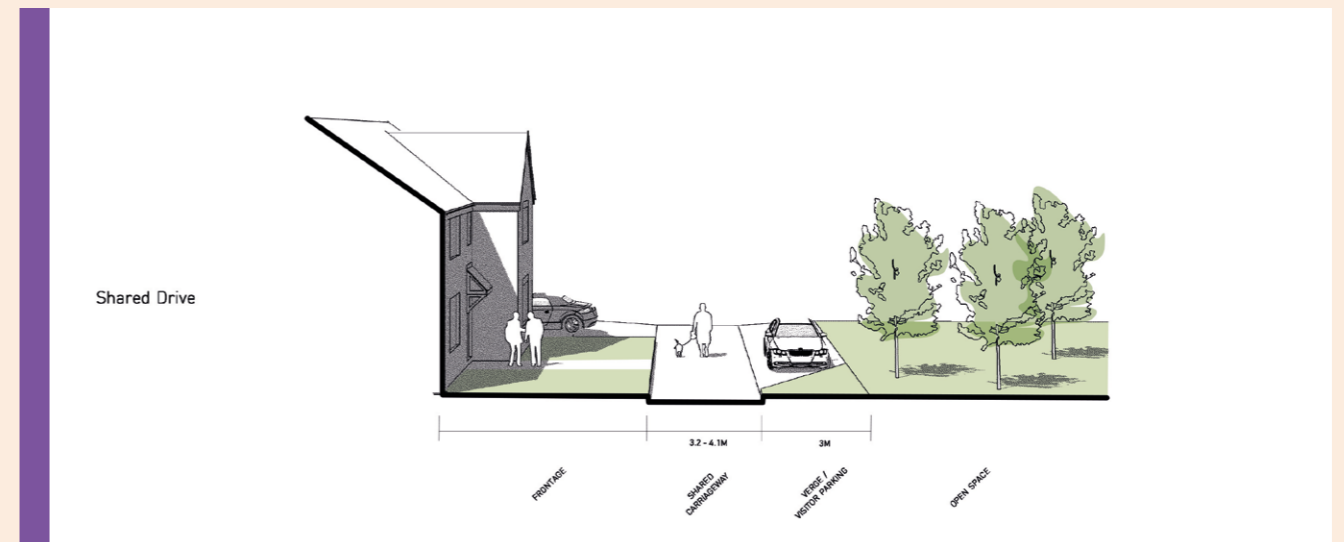 Shared Drive
3.2 - 4.1M
3M
FRONTAGE
SHARED
CARRIAGEWAY
VERGE /
VISITOR PARKING
OPEN SPACE